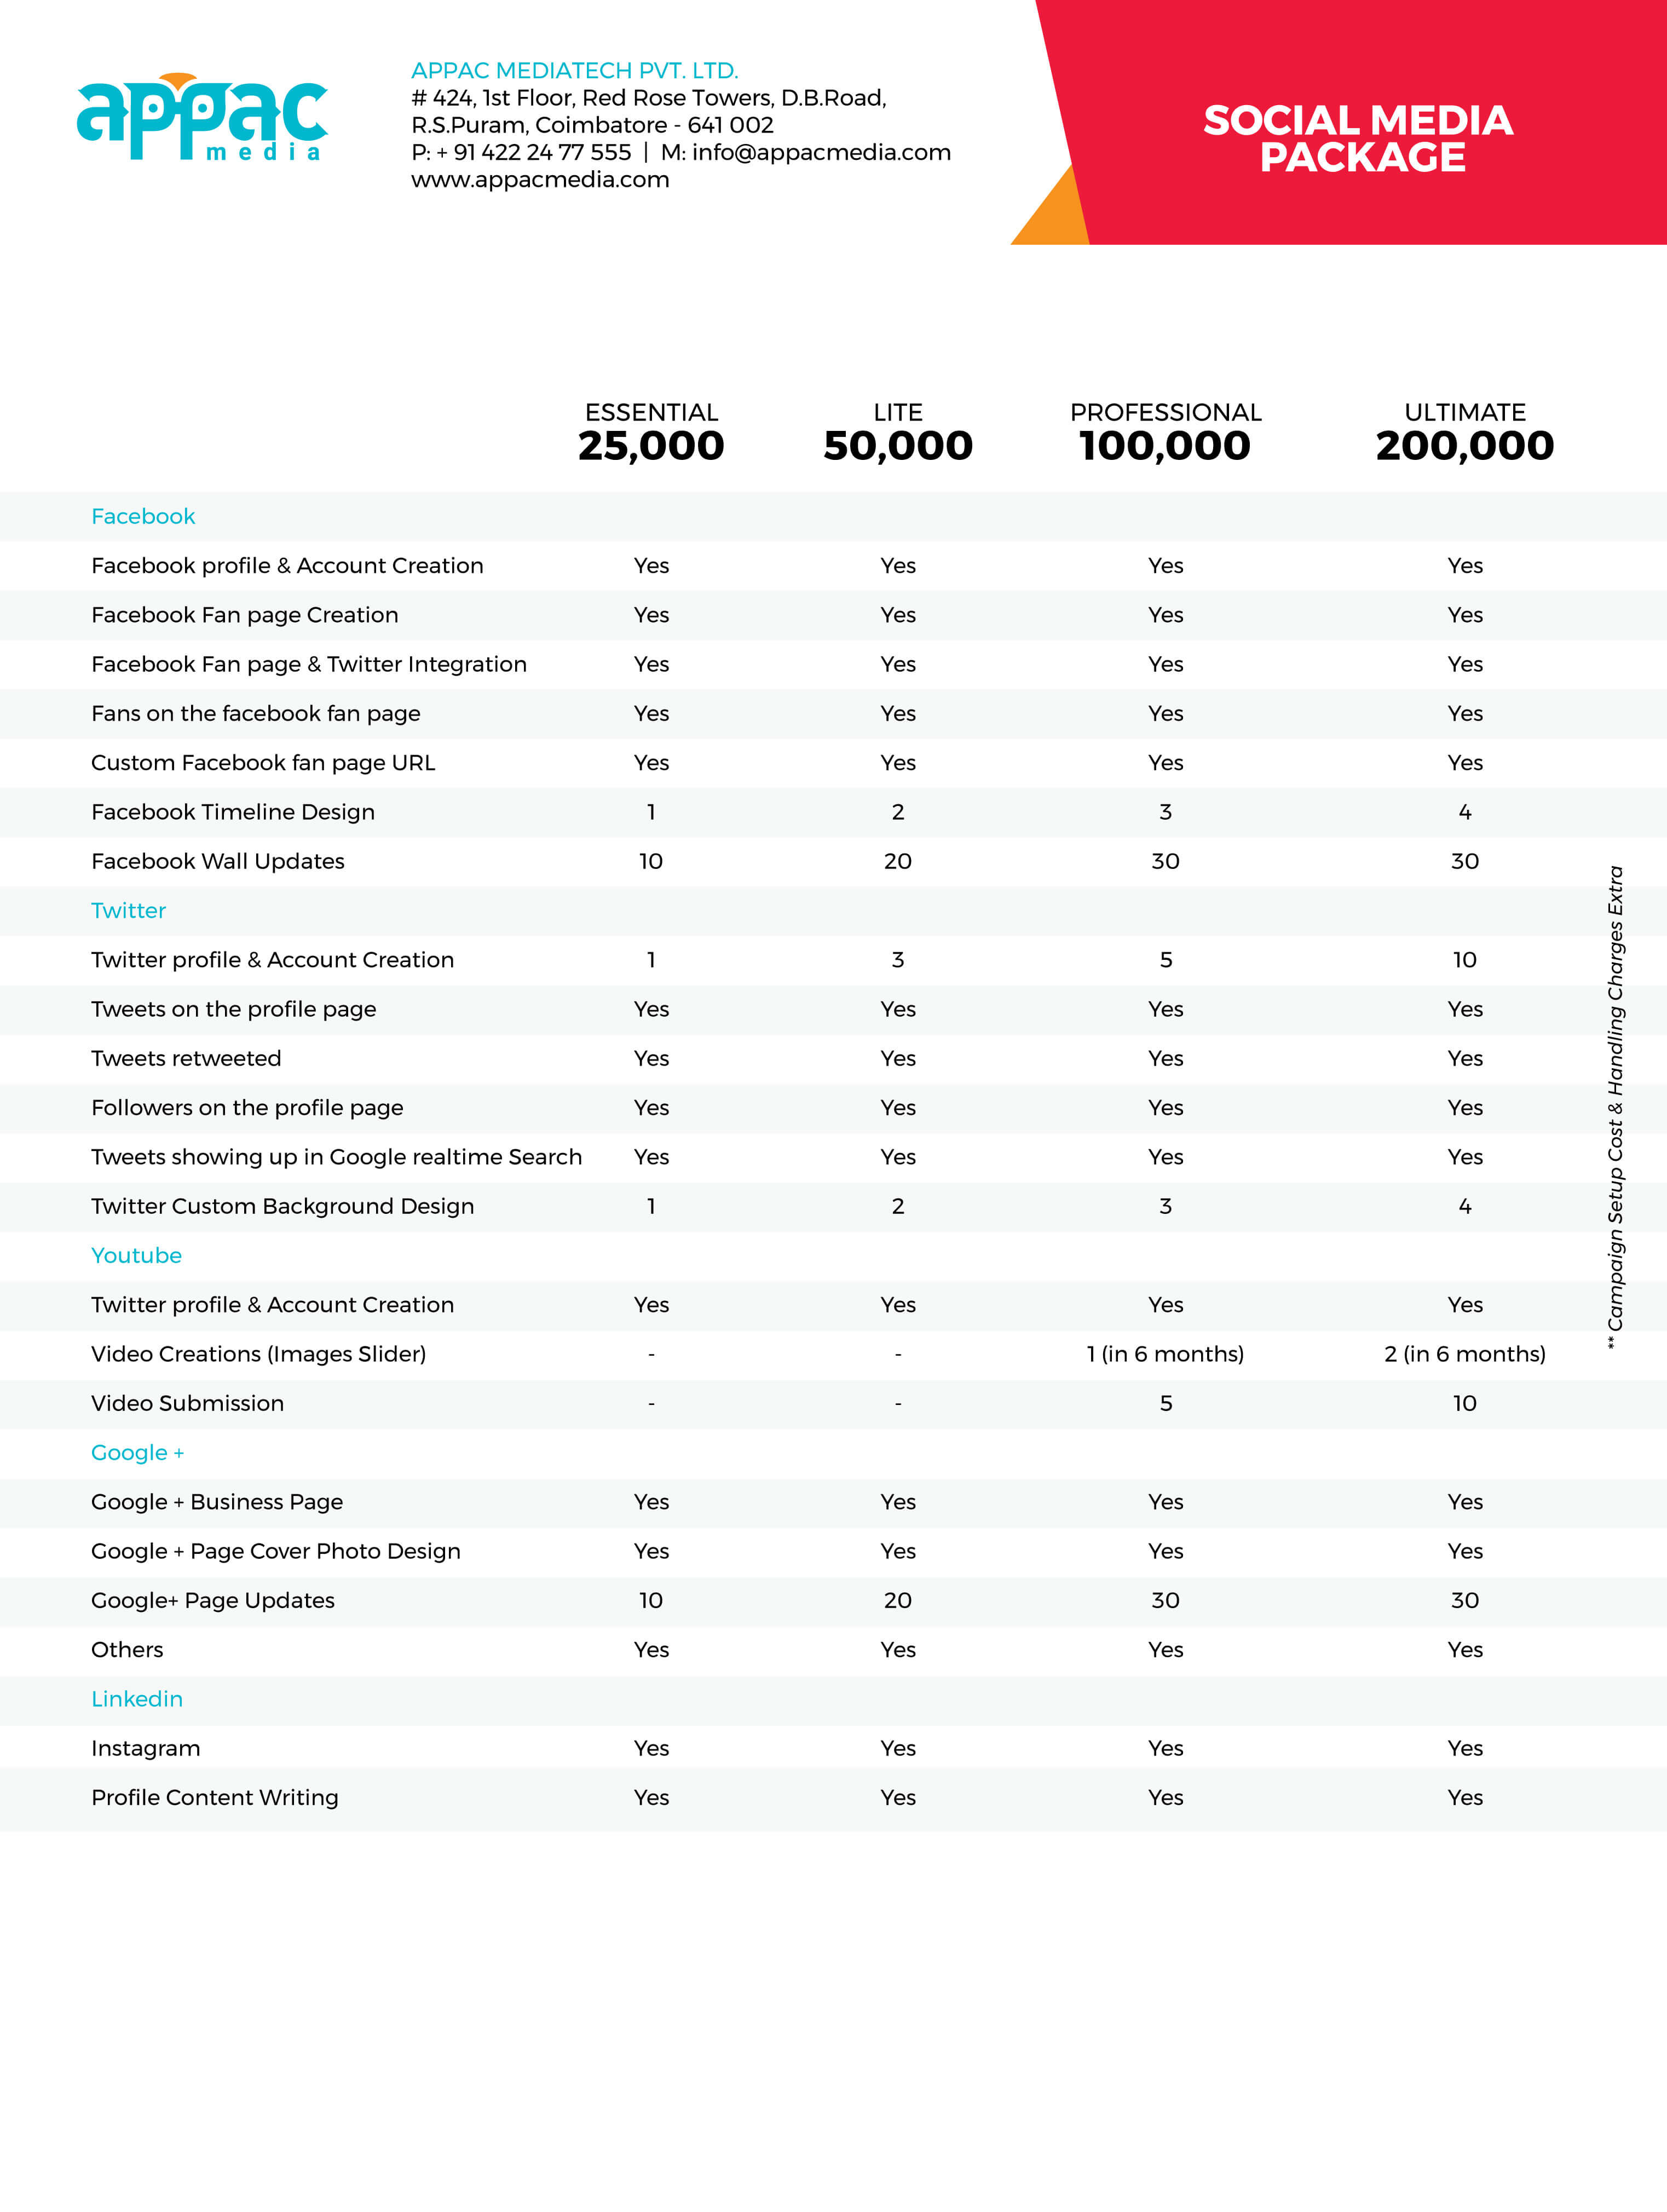 appac
media
APPAC MEDIATECH PVT. LTD.
# 424, 1st Floor, Red Rose Towers, D.B.Road,
R.S.Puram, Coimbatore - 641 002
P: + 91 422 24 77 555 | M: info@appacmedia.com
www.appacmedia.com
SOCIAL MEDIA
PACKAGE
ESSENTIAL LITE PROFESSIONAL ULTIMATE
25,000 50,000 100,000 200,000
Facebook
Facebook profile & Account Creation Yes Yes Yes Yes
Facebook Fan page Creation Yes Yes Yes Yes
Facebook Fan page & Twitter Integration Yes Yes Yes Yes
Fans on the facebook fan page Yes Yes Yes Yes
Custom Facebook fan page URL Yes Yes Yes Yes
Facebook Timeline Design 1 2 3 4
Facebook Wall Updates 10 20 30 30
Twitter
Twitter profile & Account Creation 1 3 5 10
Tweets on the profile page Yes Yes Yes Yes
Tweets retweeted Yes Yes Yes Yes
Followers on the profile page Yes Yes Yes Yes
Tweets showing up in Google realtime Search Yes Yes Yes Yes
Twitter Custom Background Design 1 2 3 4
Youtube
Twitter profile & Account Creation Yes Yes Yes Yes
Video Creations (Images Slider) - - 1 (in 6 months) 2 (in 6 months)
Video Submission - - 5 10
Google +
Google + Business Page Yes Yes Yes Yes
Google + Page Cover Photo Design Yes Yes Yes Yes
Google+ Page Updates 10 20 30 30
Others Yes Yes Yes Yes
Linkedin
Instagram Yes Yes Yes Yes
Profile Content Writing Yes Yes Yes Yes
** Campaign Setup Cost & Handling Charges Extra